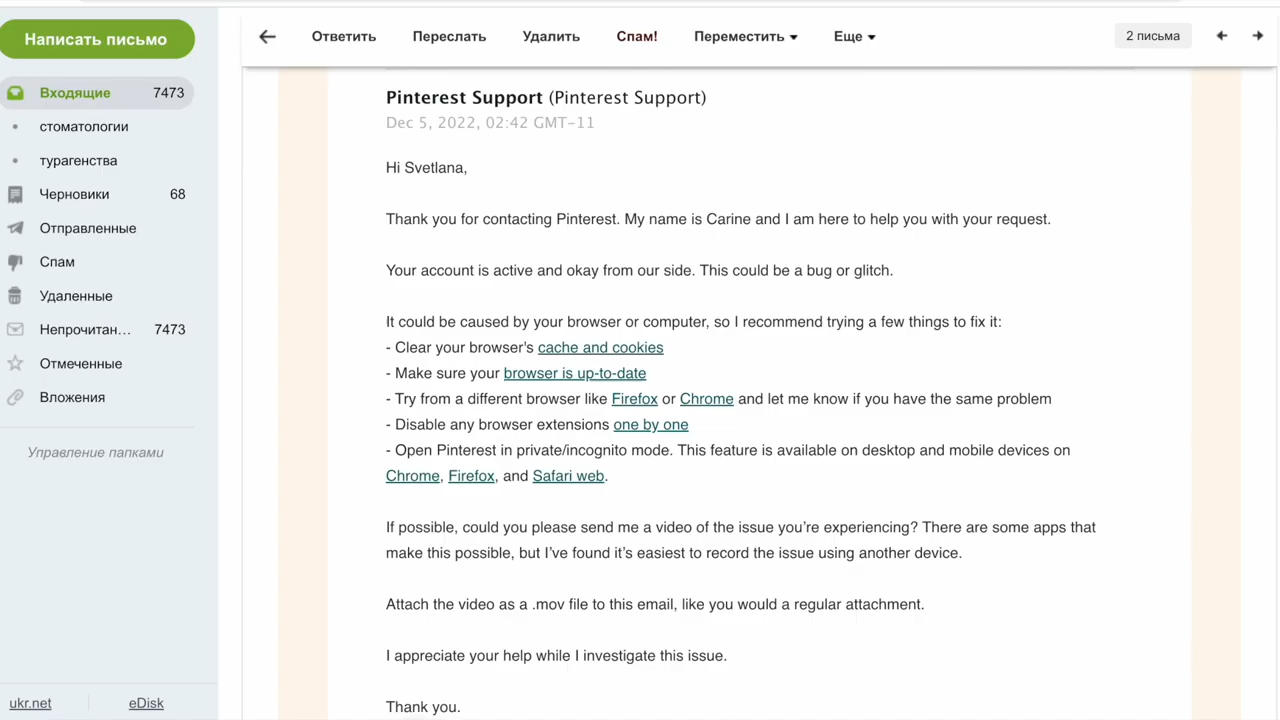 Написать письмо
Ответить Переслать Удалить Спам! Переместить Еще 2 письма
Входящие 7473
стоматологии
турагенства
Черновики 68
Отправленные
Спам
Удаленные
Непрочитан... 7473
Отмеченные
Вложения
Управление папками
ukr.net eDisk
Pinterest Support (Pinterest Support)
Dec 5, 2022, 02:42 GMT-11
Hi Svetlana,
Thank you for contacting Pinterest. My name is Carine and I am here to help you with your request.
Your account is active and okay from our side. This could be a bug or glitch.
It could be caused by your browser or computer, so I recommend trying a few things to fix it:
- Clear your browser's cache and cookies
- Make sure your browser is up-to-date
- Try from a different browser like Firefox or Chrome and let me know if you have the same problem
- Disable any browser extensions one by one
- Open Pinterest in private/incognito mode. This feature is available on desktop and mobile devices on
Chrome, Firefox, and Safari web.
If possible, could you please send me a video of the issue you’re experiencing? There are some apps that
make this possible, but I’ve found it’s easiest to record the issue using another device.
Attach the video as a .mov file to this email, like you would a regular attachment.
I appreciate your help while I investigate this issue.
Thank you.